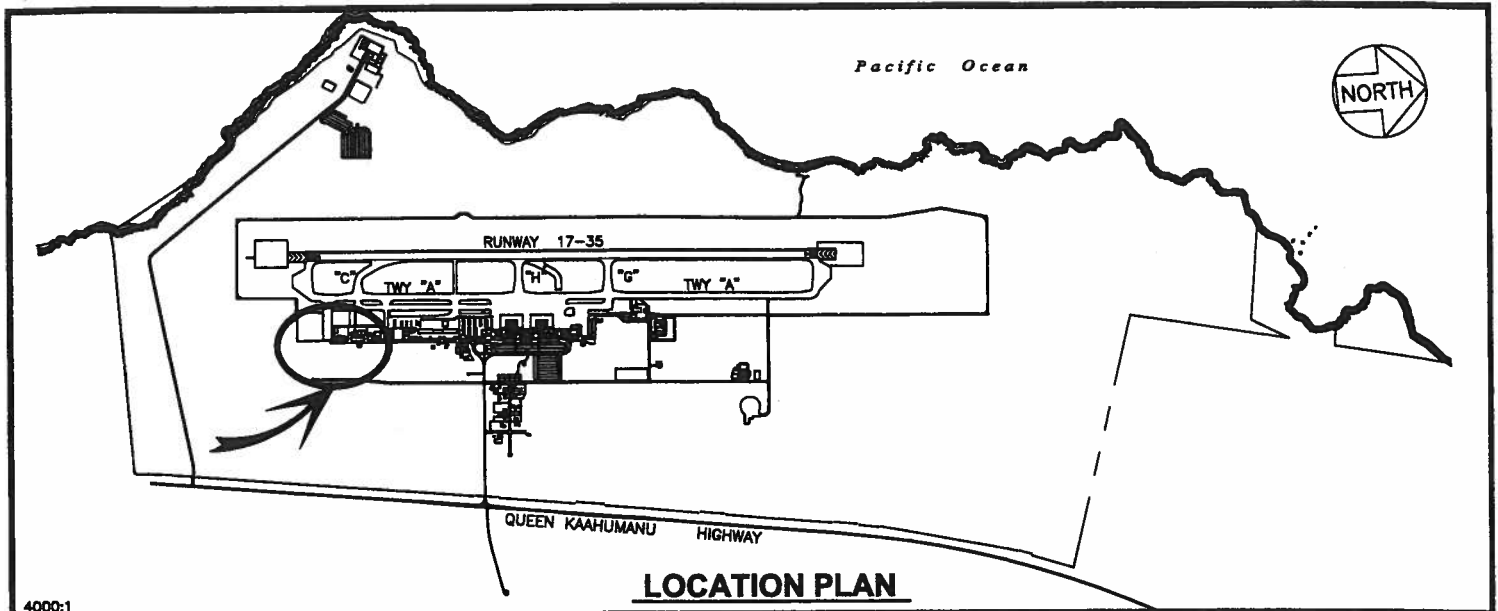 Pacific Ocean
NORTH
RUNWAY 17-35
"C"
TWY "A"
"H"
"G"
TWY "A"
QUEEN KAAHUMANU HIGHWAY
LOCATION PLAN
4000:1